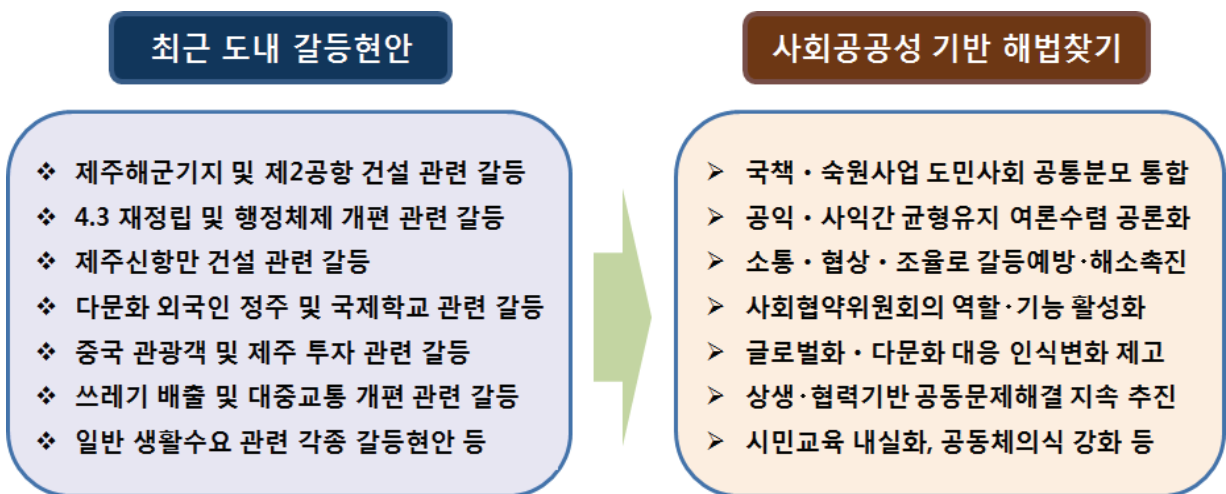 최근 도내 갈등현안
❖ 제주해군기지 및 제2공항 건설 관련 갈등
❖ 4.3 재정립 및 행정체제 개편 관련 갈등
❖ 제주신항만 건설 관련 갈등
❖ 다문화 외국인 정주 및 국제학교 관련 갈등
❖ 중국 관광객 및 제주 투자 관련 갈등
❖ 쓰레기 배출 및 대중교통 개편 관련 갈등
❖ 일반 생활수요 관련 각종 갈등현안 등
사회공공성 기반 해법찾기
➢ 국책・숙원사업 도민사회 공통분모 통합
➢ 공익・사익간 균형유지 여론수렴 공론화
➢ 소통・협상・조율로 갈등예방·해소촉진
➢ 사회협약위원회의 역할·기능 활성화
➢ 글로벌화・다문화 대응 인식변화 제고
➢ 상생·협력기반 공동문제해결 지속 추진
➢ 시민교육 내실화, 공동체의식 강화 등